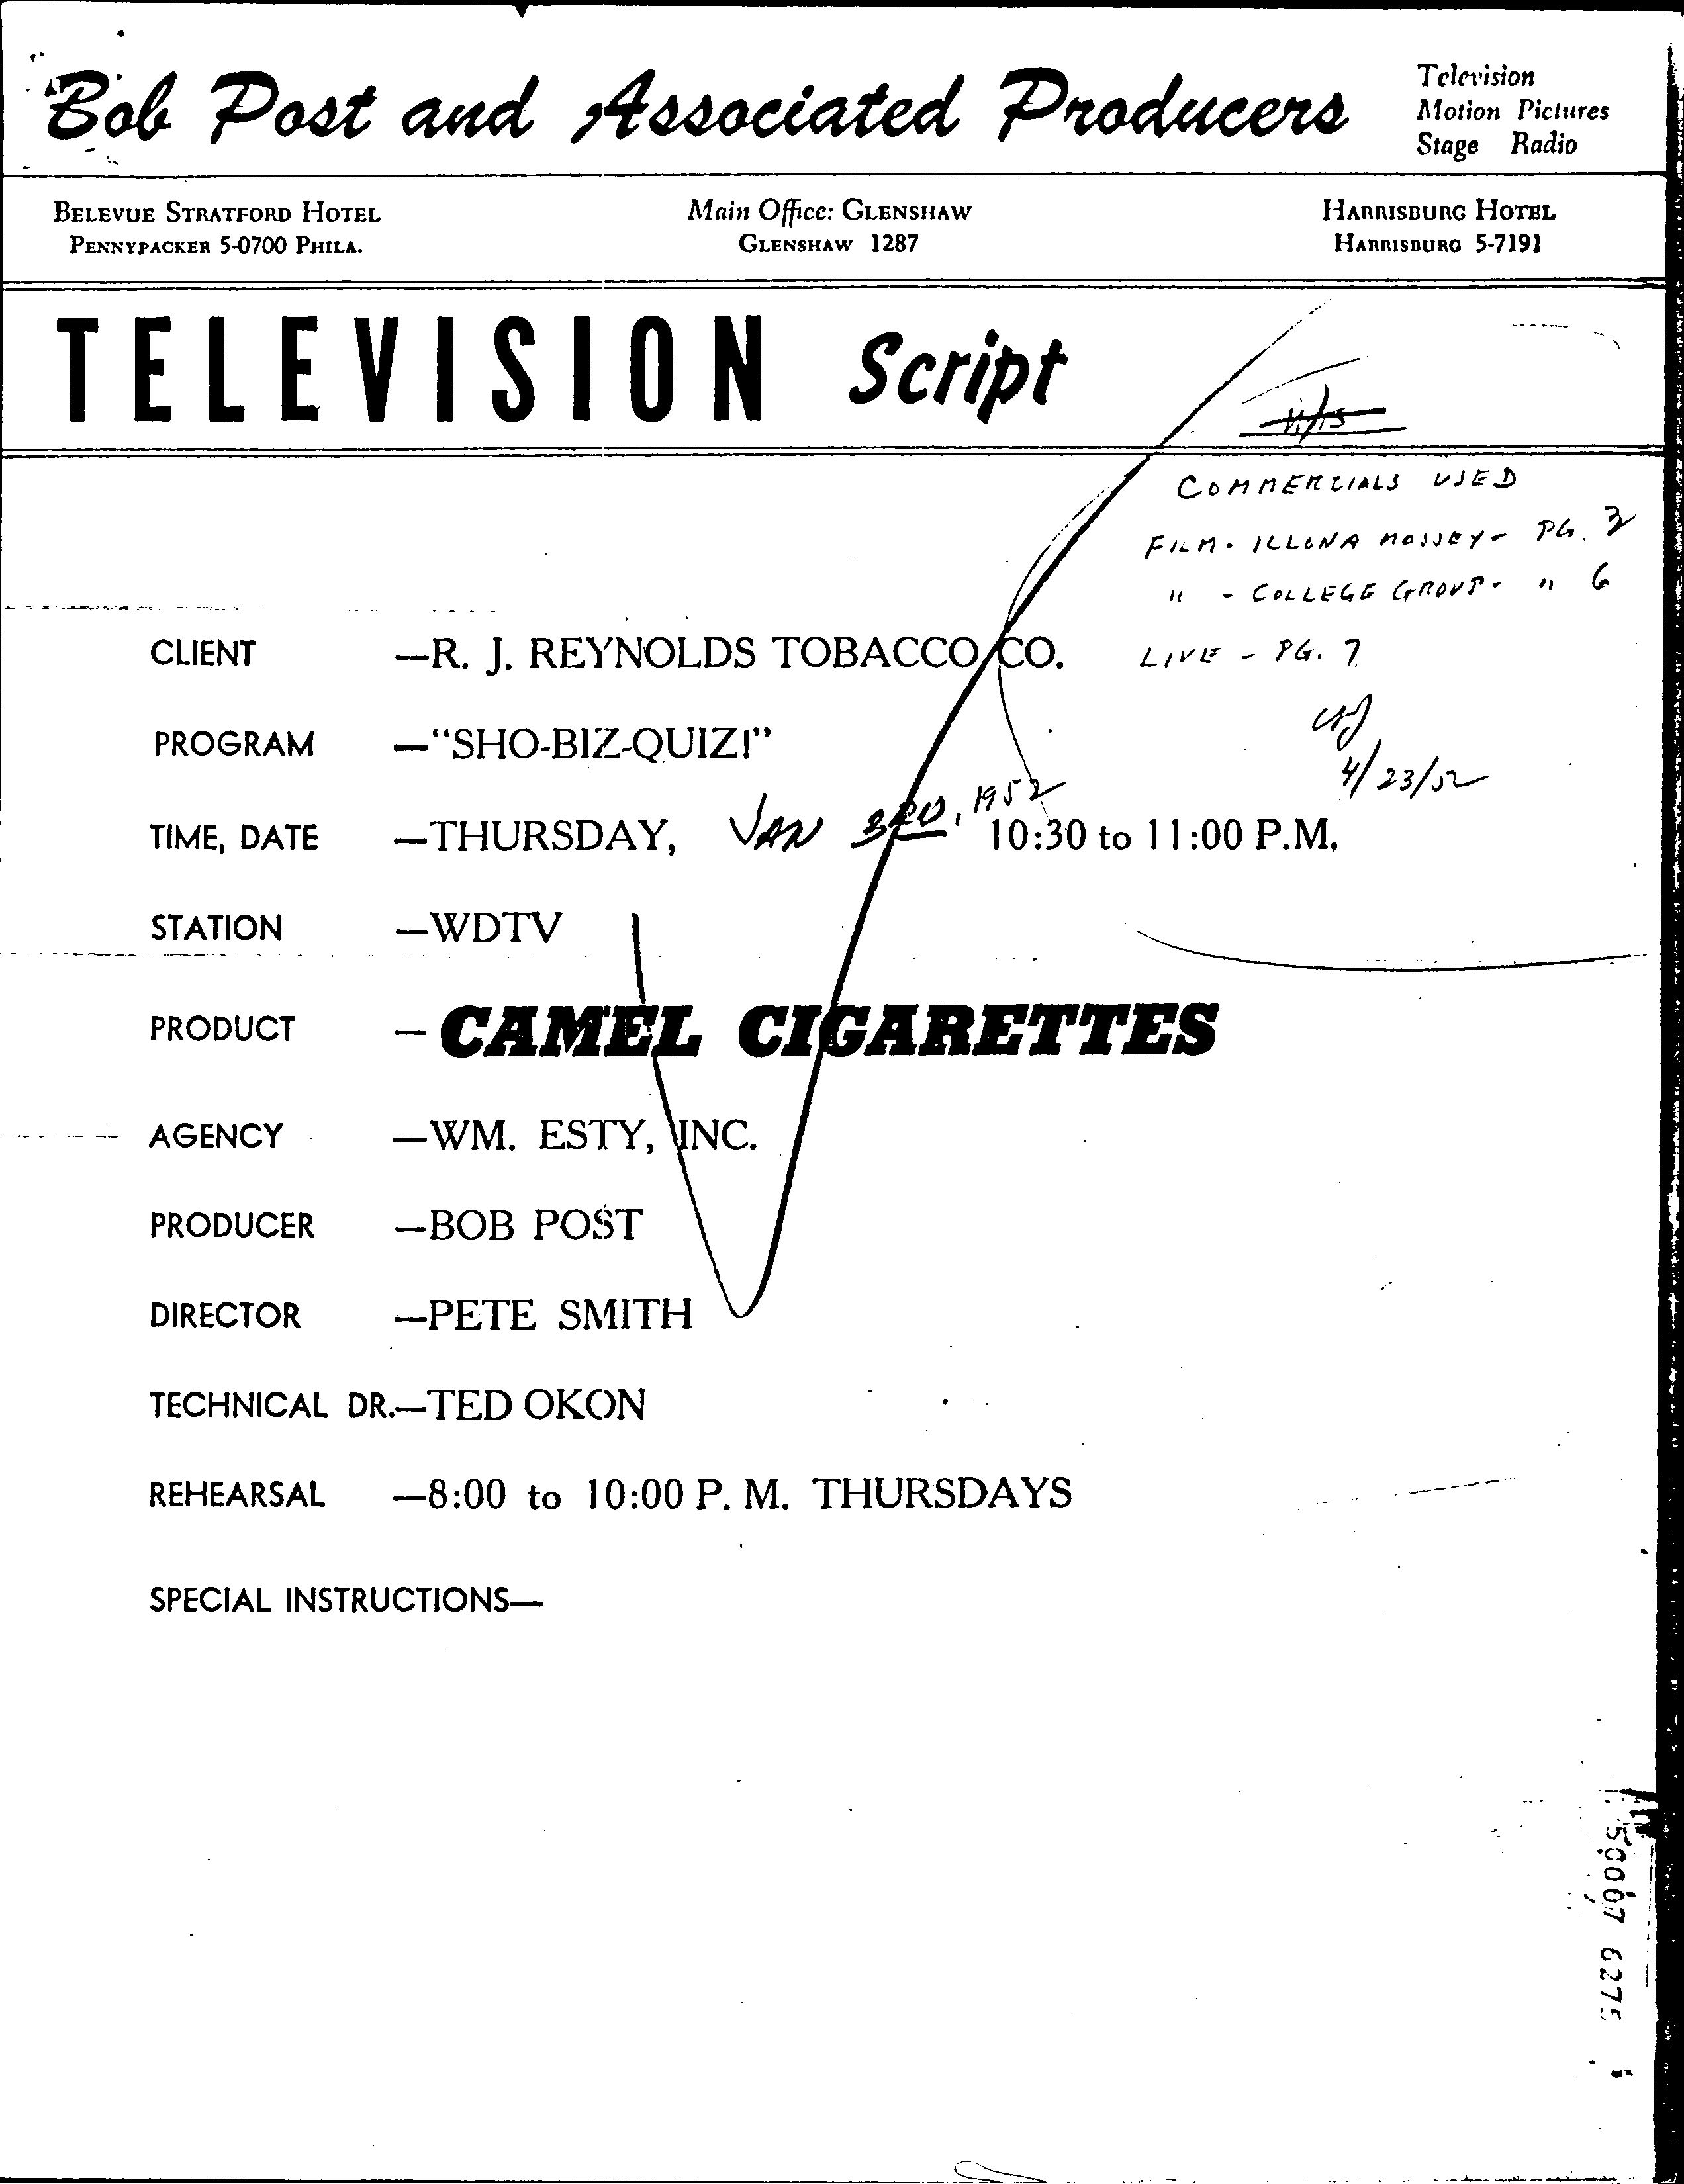 Bob Post and Associated Producers
Television
Motion Pictures
Stage Radio
BELEVUE STRATFORD HOTEL
PENNYPACKER 5-0700 PHILA.
Main Office: GLENSHAW
GLENSHAW 1287
HARRISBURG HOTEL
HARRISBURG 5-7191
TELEVISION Script
COMMERCIALS USED
FILM - ILLONA MASSEY - PG. 3
" - COLLEGE GROUP - " 6
LIVE - PG. 7
4/23/52
CLIENT —R. J. REYNOLDS TOBACCO CO.
PROGRAM —"SHO-BIZ-QUIZ!"
TIME, DATE —THURSDAY, JAN 3RD, 1952 10:30 to 11:00 P.M.
STATION —WDTV
PRODUCT —CAMEL CIGARETTES
AGENCY —WM. ESTY, INC.
PRODUCER —BOB POST
DIRECTOR —PETE SMITH
TECHNICAL DR.—TED OKON
REHEARSAL —8:00 to 10:00 P. M. THURSDAYS
SPECIAL INSTRUCTIONS—
50067 6275